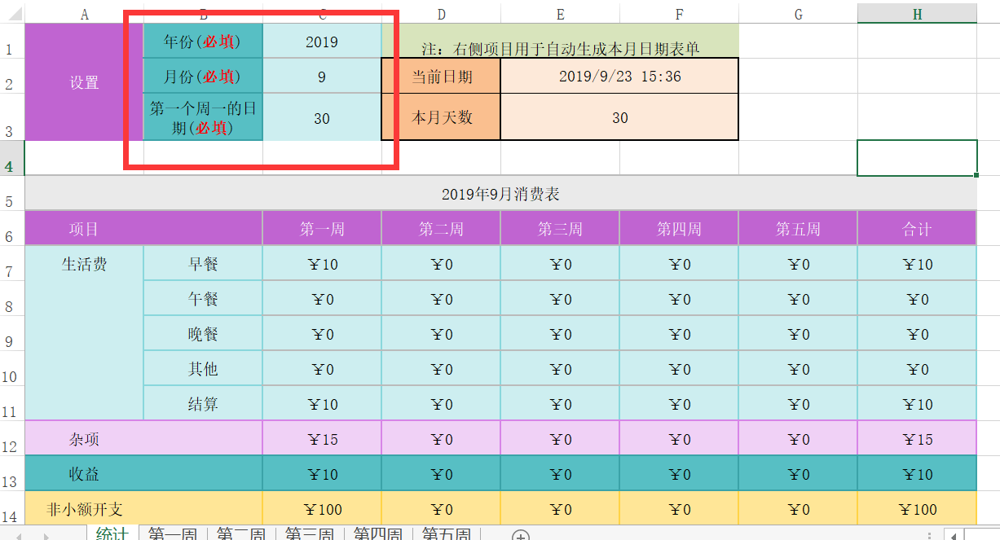 A B C D E F G H
1 年份(必填) 2019 注: 右侧项目用于自动生成本月日期表单
设置
2 月份(必填) 9 当前日期 2019/9/23 15:36
3 第一个周一的日
期(必填) 30 本月天数 30
4
5 2019年9月消费表
6 项目 第一周 第二周 第三周 第四周 第五周 合计
7 生活费 早餐 ¥10 ¥0 ¥0 ¥0 ¥0 ¥10
8 午餐 ¥0 ¥0 ¥0 ¥0 ¥0 ¥0
9 晚餐 ¥0 ¥0 ¥0 ¥0 ¥0 ¥0
10 其他 ¥0 ¥0 ¥0 ¥0 ¥0 ¥0
11 结算 ¥10 ¥0 ¥0 ¥0 ¥0 ¥10
12 杂项 ¥15 ¥0 ¥0 ¥0 ¥0 ¥15
13 收益 ¥10 ¥0 ¥0 ¥0 ¥0 ¥10
14 非小额开支 ¥100 ¥0 ¥0 ¥0 ¥0 ¥100
统计 第一周 第二周 第三周 第四周 第五周